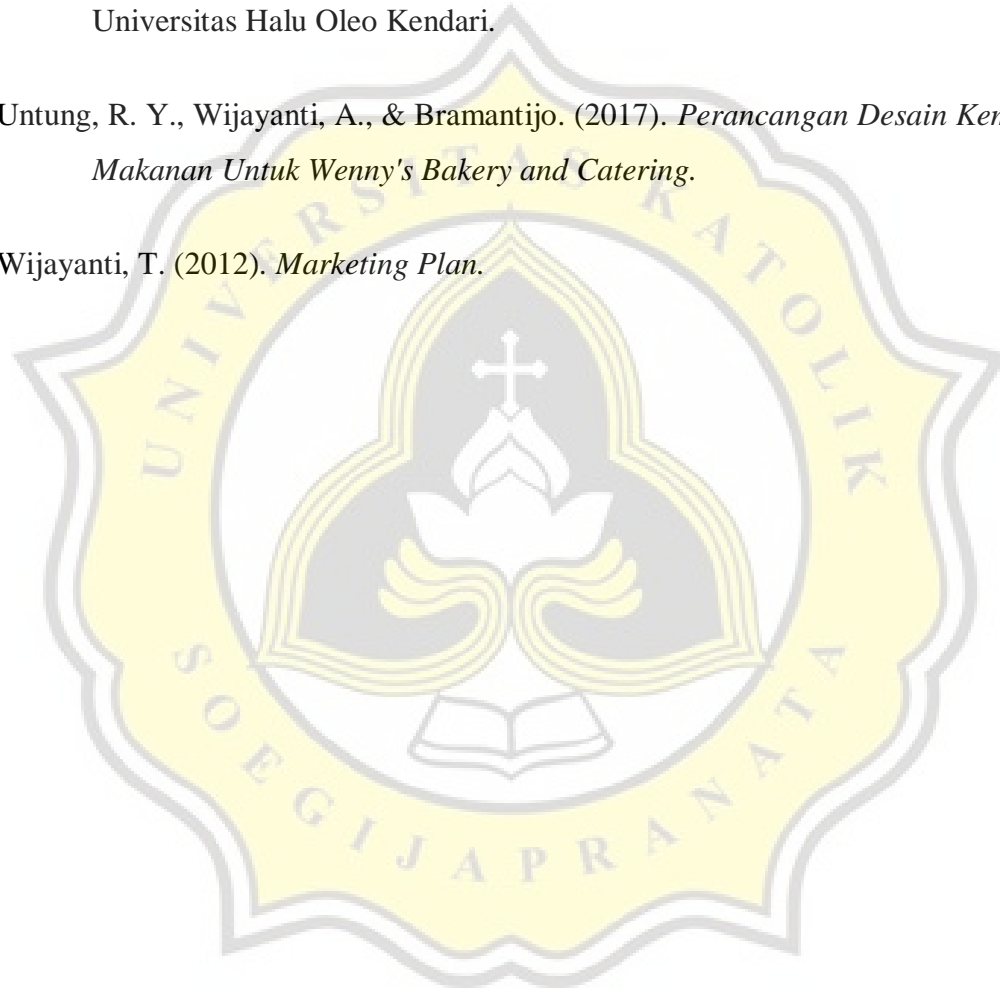 Universitas Halu Oleo Kendari.
Untung, R. Y., Wijayanti, A., & Bramantijo. (2017). Perancangan Desain
Makanan Untuk Wenny's Bakery and Catering.
Wijayanti, T. (2012). Marketing Plan.
UNIVERSITAS KATOLIK
SOEGIJAPRANATA